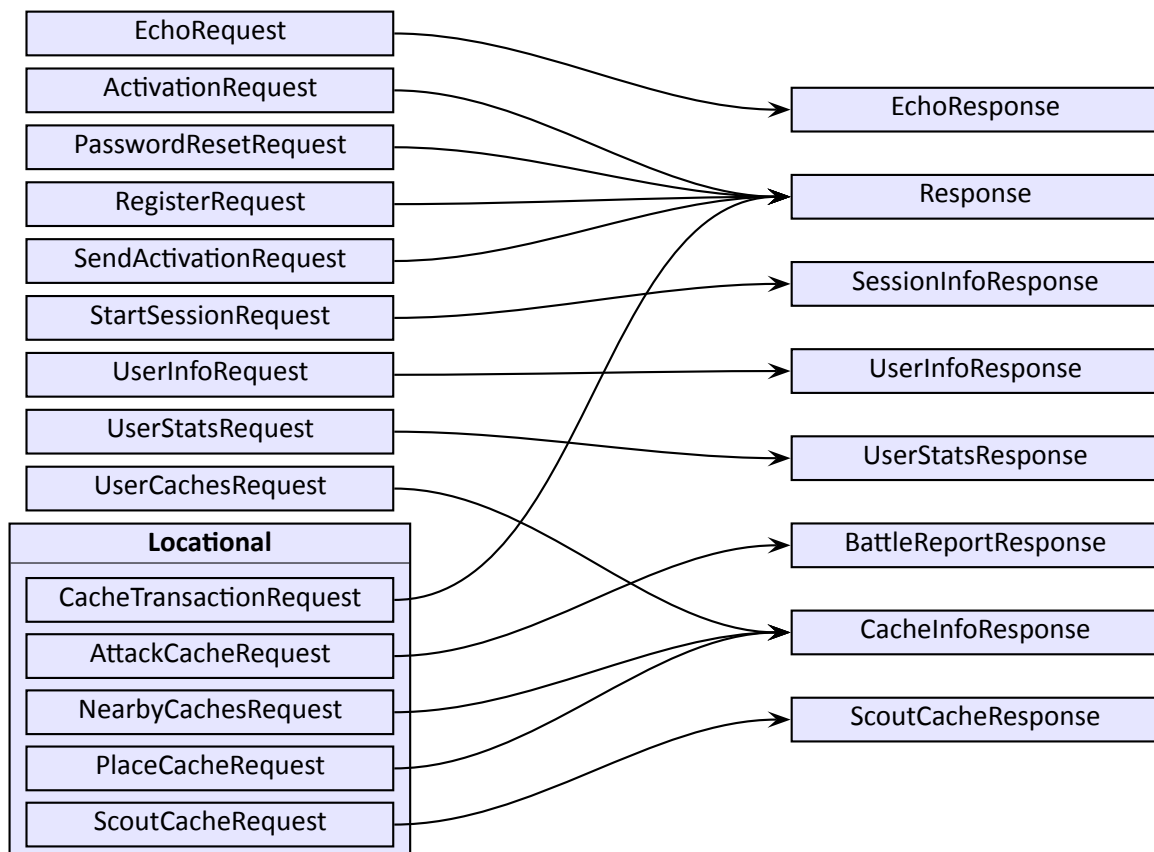 EchoRequest
ActivationRequest
PasswordResetRequest
RegisterRequest
SendActivationRequest
StartSessionRequest
UserInfoRequest
UserStatsRequest
UserCachesRequest
Locational
CacheTransactionRequest
AttackCacheRequest
NearbyCachesRequest
PlaceCacheRequest
ScoutCacheRequest
EchoResponse
Response
SessionInfoResponse
UserInfoResponse
UserStatsResponse
BattleReportResponse
CacheInfoResponse
ScoutCacheResponse